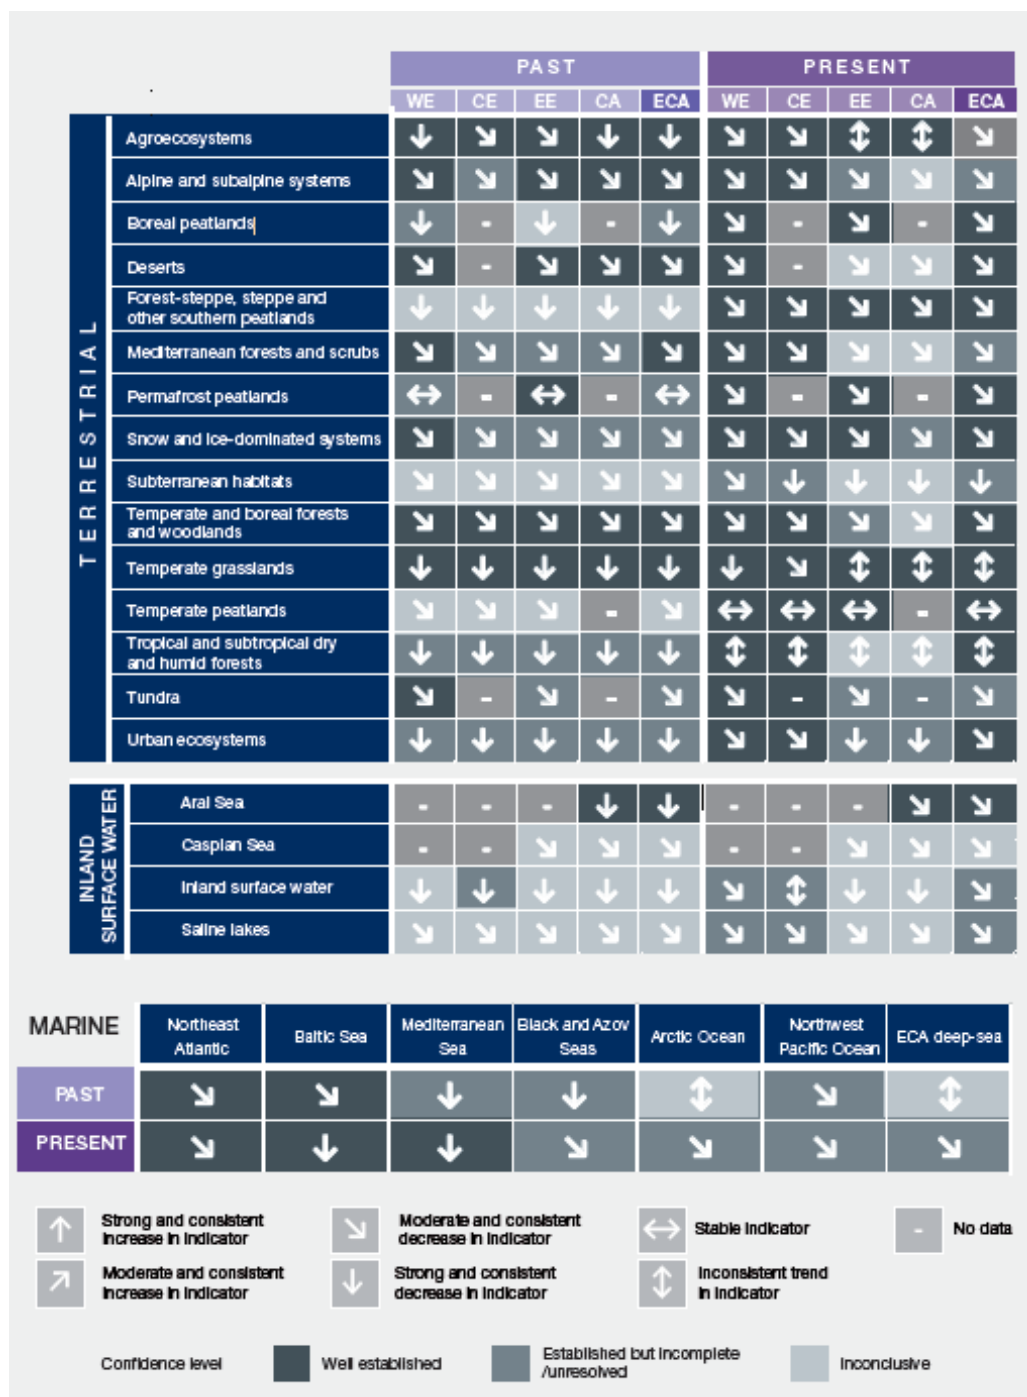 PAST PRESENT
WE CE EE CA ECA WE CE EE CA ECA
TERRESTRIAL
Agroecosystems
Alpine and subalpine systems
Boreal peatlands
Deserts
Forest-steppe, steppe and
other southern peatlands
Mediterranean forests and scrubs
Permafrost peatlands
Snow and ice-dominated systems
Subterranean habitats
Temperate and boreal forests
and woodlands
Temperate grasslands
Temperate peatlands
Tropical and subtropical dry
and humid forests
Tundra
Urban ecosystems
INLAND
SURFACE WATER
Aral Sea
Caspian Sea
Inland surface water
Saline lakes
MARINE
Northeast
Atlantic
Baltic Sea
Mediterranean
Sea
Black and Azov
Seas
Arctic Ocean
Northwest
Pacific Ocean
ECA deep-sea
PAST
PRESENT
Strong and consistent
increase in indicator
Moderate and consistent
decrease in indicator
Stable indicator
No data
Moderate and consistent
increase in indicator
Strong and consistent
decrease in indicator
Inconsistent trend
in indicator
Confidence level
Well established
Established but incomplete
/unresolved
Inconclusive